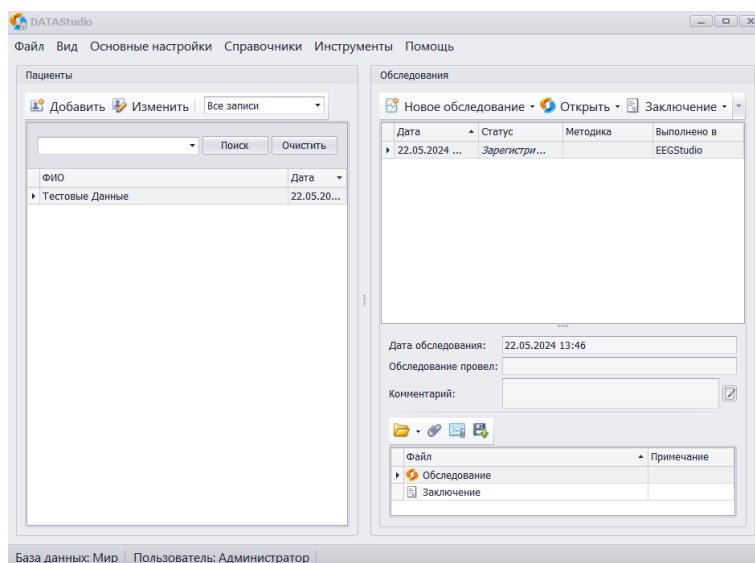 DATAStudio
Файл Вид Основные настройки Справочники Инструменты Помощь
Пациенты
Добавить Изменить Все записи
Поиск Очистить
ФИО Дата
Тестовые Данные 22.05.20...
Обследования
Новое обследование Открыть Заключение
Дата Статус Методика Выполнено в
22.05.2024 ... Зарегистри... EEGStudio
Дата обследования: 22.05.2024 13:46
Обследование провел:
Комментарий:
Файл Примечание
Обследование
Заключение
База данных: Мир Пользователь: Администратор